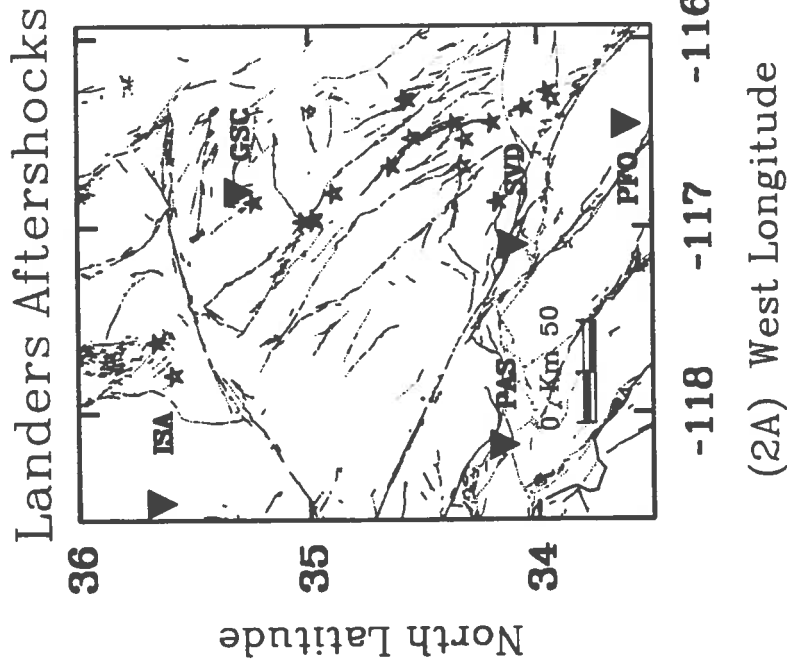 Landers Aftershocks
36
35
34
North Latitude
ISA
GSC
SVD
PFO
PAS
0 Km 50
-118
-117
-116
(2A) West Longitude